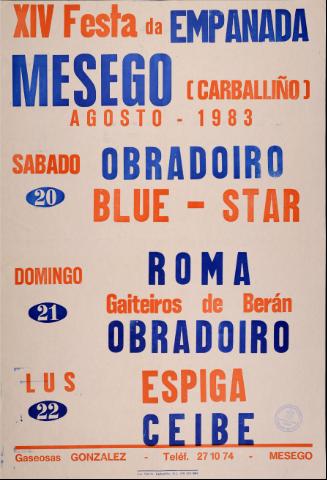 XIV Festa da EMPANADA
MESEGO (CARBALLIÑO)
AGOSTO - 1983
SABADO OBRADOIRO
20 BLUE - STAR
ROMA
DOMINGO Gaiteiros de Berán
21 OBRADOIRO
LUS ESPIGA
22 CEIBE
Gaseosas GONZALEZ - Teléf. 27 10 74 - MESEGO